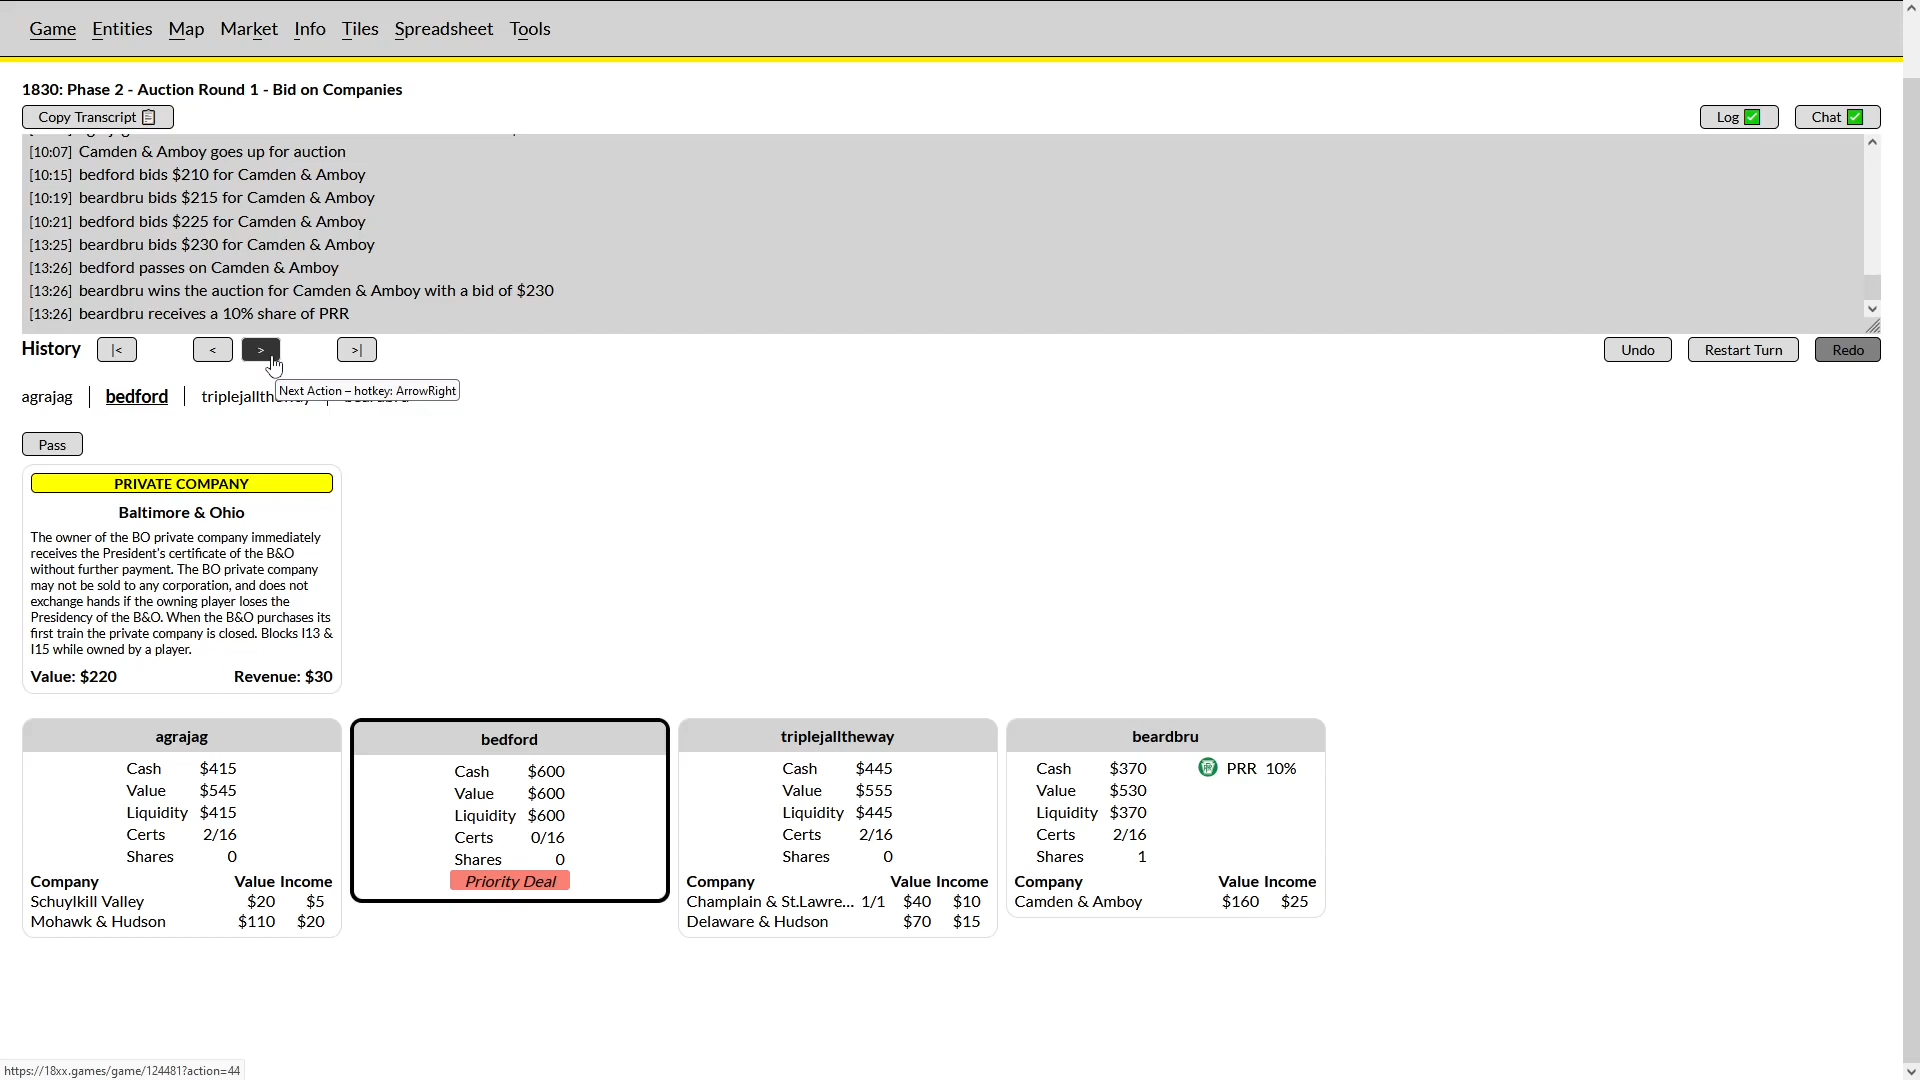 Game Entities Map Market Info Tiles Spreadsheet Tools
1830: Phase 2 - Auction Round 1 - Bid on Companies
Copy Transcript Log Chat
[10:07] Camden & Amboy goes up for auction
[10:15] bedford bids $210 for Camden & Amboy
[10:19] beardbru bids $215 for Camden & Amboy
[10:21] bedford bids $225 for Camden & Amboy
[13:25] beardbru bids $230 for Camden & Amboy
[13:26] bedford passes on Camden & Amboy
[13:26] beardbru wins the auction for Camden & Amboy with a bid of $230
[13:26] beardbru receives a 10% share of PRR
History |< < > >| Undo Restart Turn Redo
Next Action – hotkey: ArrowRight
agrajag | bedford |
Pass
PRIVATE COMPANY
Baltimore & Ohio
The owner of the BO private company immediately
receives the President's certificate of the B&O
without further payment. The BO private company
may not be sold to any corporation, and does not
exchange hands if the owning player loses the
Presidency of the B&O. When the B&O purchases its
first train the private company is closed. Blocks I13 &
I15 while owned by a player.
Value: $220 Revenue: $30
agrajag
Cash $415
Value $545
Liquidity $415
Certs 2/16
Shares 0
Company Value Income
Schuylkill Valley $20 $5
Mohawk & Hudson $110 $20
bedford
Cash $600
Value $600
Liquidity $600
Certs 0/16
Shares 0
Priority Deal
triplejalltheway
Cash $445
Value $555
Liquidity $445
Certs 2/16
Shares 0
Company Value Income
Champlain & St.Lawre... 1/1 $40 $10
Delaware & Hudson $70 $15
beardbru
Cash $370 PRR 10%
Value $530
Liquidity $370
Certs 2/16
Shares 1
Company Value Income
Camden & Amboy $160 $25
https://18xx.games/game/124481?action=44